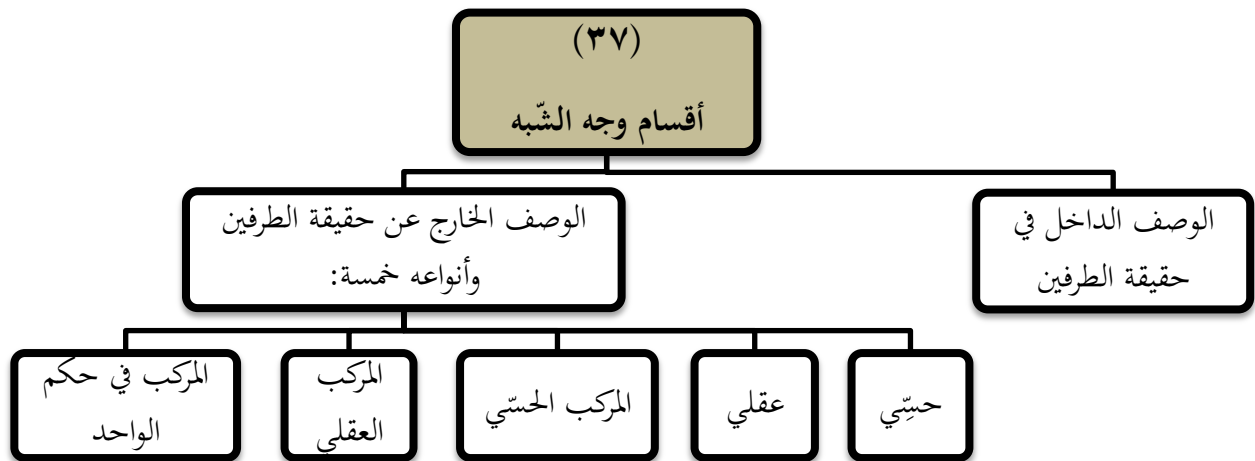 (٣٧)
أقسام وجه الشّبه
الوصف الداخل في
حقيقة الطرفين
الوصف الخارج عن حقيقة الطرفين
وأنواعه خمسة:
حسِّي
عقلي
المركب الحسّي
المركب
العقلي
المركب في حكم
الواحد